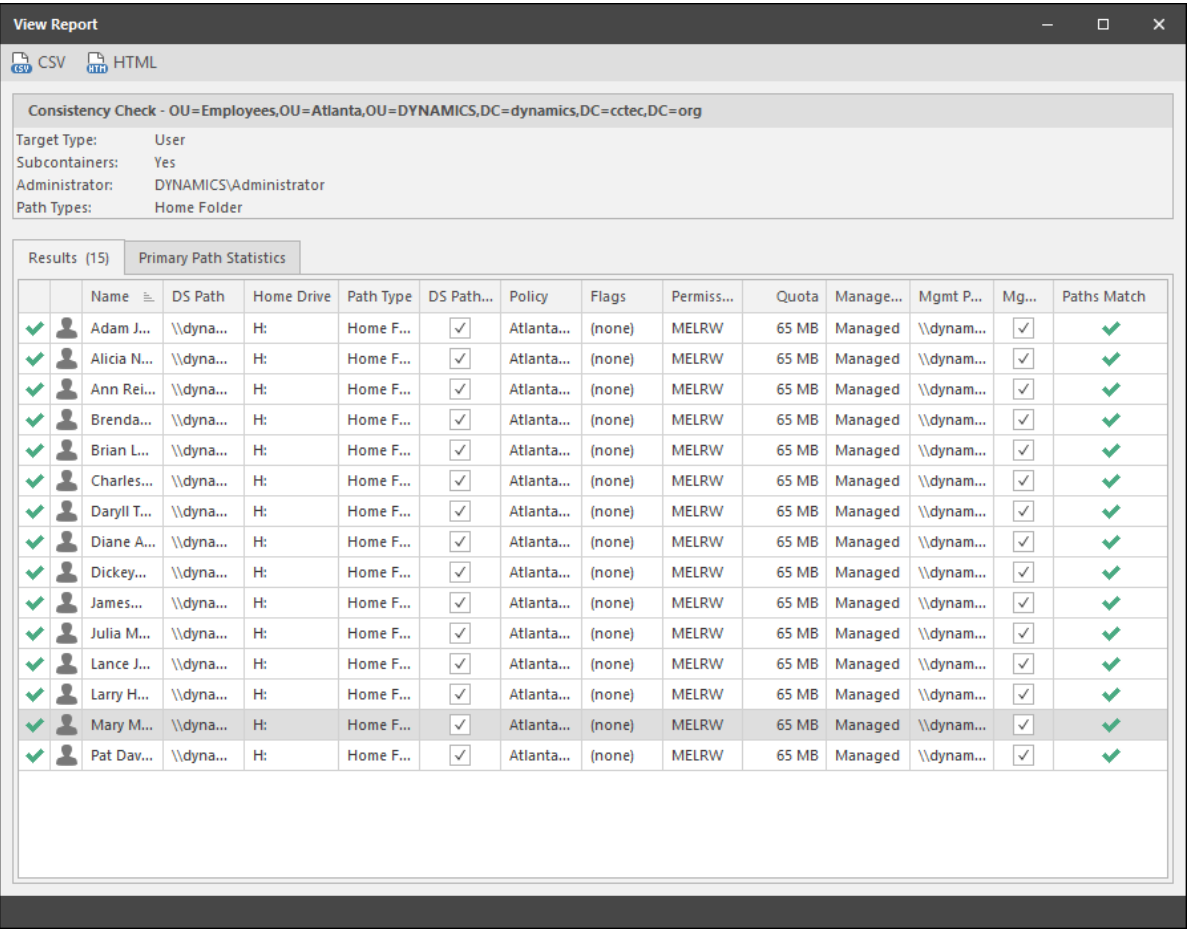 View Report
CSV HTML
Consistency Check - OU=Employees,OU=Atlanta,OU=DYNAMICS,DC=dynamics,DC=cctec,DC=org
Target Type: User
Subcontainers: Yes
Administrator: DYNAMICS\Administrator
Path Types: Home Folder
Results (15) Primary Path Statistics
Name DS Path Home Drive Path Type DS Path... Policy Flags Permiss... Quota Manage... Mgmt P... Mg... Paths Match
Adam J... \\dyna... H: Home F... Atlanta... (none) MELRW 65 MB Managed \\dynam...
Alicia N... \\dyna... H: Home F... Atlanta... (none) MELRW 65 MB Managed \\dynam...
Ann Rei... \\dyna... H: Home F... Atlanta... (none) MELRW 65 MB Managed \\dynam...
Brenda... \\dyna... H: Home F... Atlanta... (none) MELRW 65 MB Managed \\dynam...
Brian L... \\dyna... H: Home F... Atlanta... (none) MELRW 65 MB Managed \\dynam...
Charles... \\dyna... H: Home F... Atlanta... (none) MELRW 65 MB Managed \\dynam...
Daryll T... \\dyna... H: Home F... Atlanta... (none) MELRW 65 MB Managed \\dynam...
Diane A... \\dyna... H: Home F... Atlanta... (none) MELRW 65 MB Managed \\dynam...
Dickey... \\dyna... H: Home F... Atlanta... (none) MELRW 65 MB Managed \\dynam...
James... \\dyna... H: Home F... Atlanta... (none) MELRW 65 MB Managed \\dynam...
Julia M... \\dyna... H: Home F... Atlanta... (none) MELRW 65 MB Managed \\dynam...
Lance J... \\dyna... H: Home F... Atlanta... (none) MELRW 65 MB Managed \\dynam...
Larry H... \\dyna... H: Home F... Atlanta... (none) MELRW 65 MB Managed \\dynam...
Mary M... \\dyna... H: Home F... Atlanta... (none) MELRW 65 MB Managed \\dynam...
Pat Dav... \\dyna... H: Home F... Atlanta... (none) MELRW 65 MB Managed \\dynam...